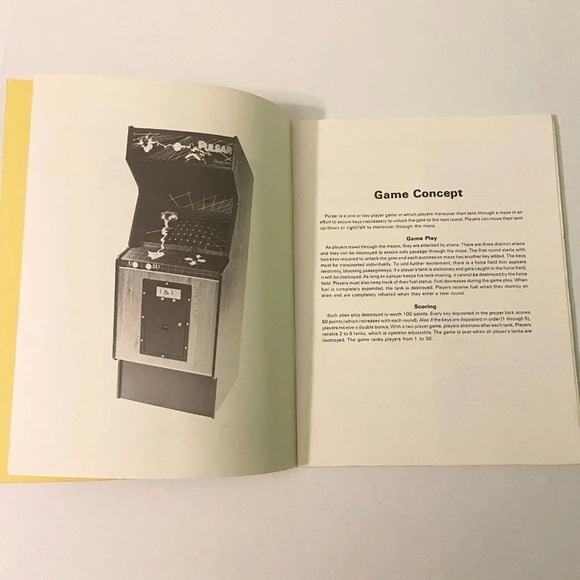 PULSAR
Game Concept
Pulsar is a one or two player game in which players maneuver their tank through a maze in an
effort to secure keys neccessary to unlock the gate to the next round. Players can move their tank
up/down or right/left to maneuver through the maze.
Game Play
As players travel through the mazes, they are attacked by aliens. There are three distinct aliens
and they can be destroyed to assure safe passage through the maze. The first round starts with
two keys required to unlock the gate and each successive maze has another key added. The keys
must be transported individually. To add further excitement, there is a force field that appears
randomly, blocking passageways. If a player's tank is stationary and gets caught in the force field,
it will be destroyed. As long as a player keeps his tank moving, it cannot be destroyed by the force
field. Players must also keep track of their fuel status. Fuel decreases during the game play. When
fuel is completely expended, the tank is destroyed. Players receive fuel when they destroy an
alien and are completely refueled when they enter a new round.
Scoring
Each alien ship destroyed is worth 100 points. Every key deposited in the proper lock scores
50 points (which increases with each round). Also if the keys are deposited in order (1 through 5),
players receive a double bonus. With a two player game, players alternate after each tank. Players
receive 2 to 5 tanks, which is operator adjustable. The game is over when all player's tanks are
destroyed. The game ranks players from 1 to 30.